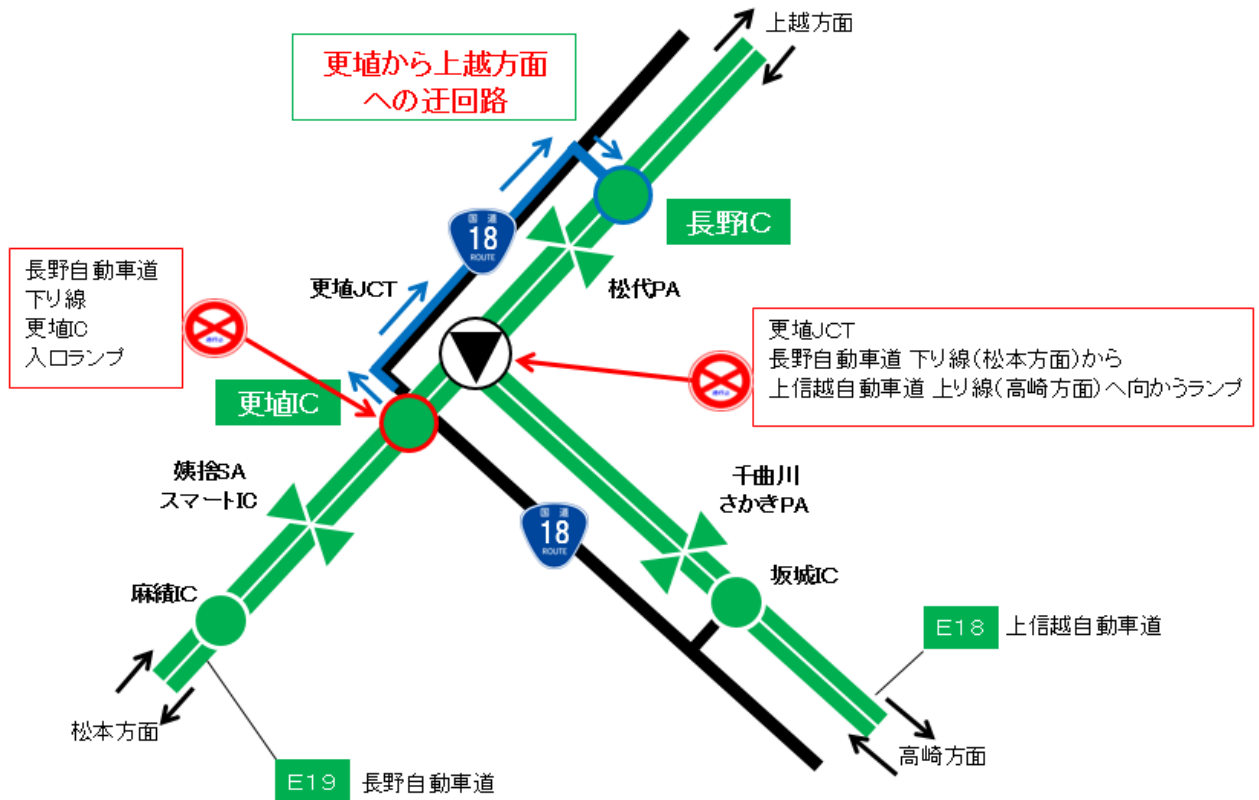 上越方面
更埴から上越方面
への迂回路
国道
18
ROUTE
長野IC
長野自動車道
下り線
更埴IC
入口ランプ
更埴JCT
松代PA
更埴JCT
長野自動車道 下り線(松本方面)から
上信越自動車道 上り線(高崎方面)へ向かうランプ
更埴IC
姨捨SA
スマートIC
千曲川
さかきPA
国道
18
ROUTE
麻績IC
坂城IC
E18 上信越自動車道
松本方面
高崎方面
E19 長野自動車道